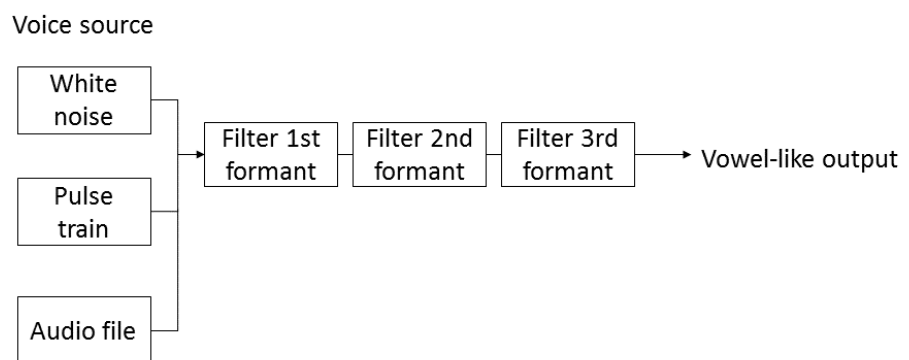 Voice source
White
noise
Pulse
train
Audio file
Filter 1st
formant
Filter 2nd
formant
Filter 3rd
formant
Vowel-like output